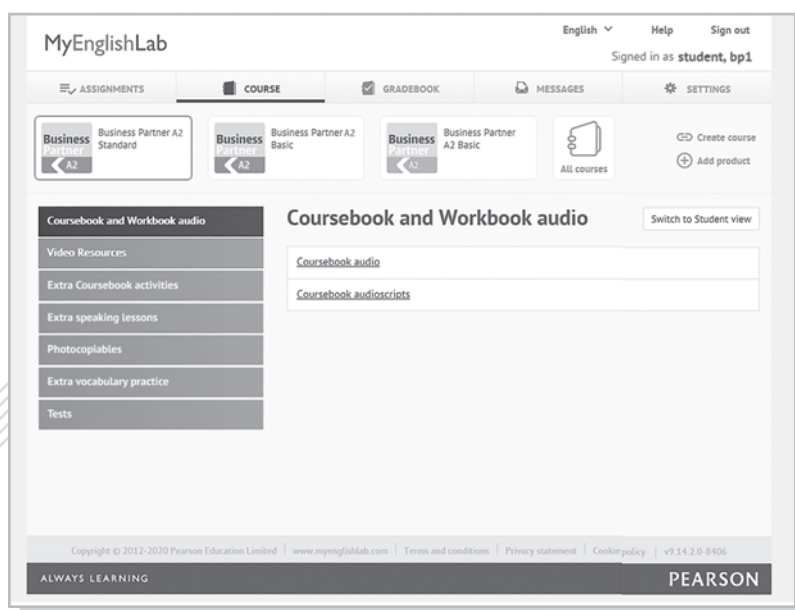 English Help Sign out
MyEnglishLab
Signed in as student, bp1
ASSIGNMENTS COURSE GRADEBOOK MESSAGES SETTINGS
Business Partner A2
Business Partner A2 Standard
Business Partner A2
Business Partner A2 Basic
Business Partner A2
Business Partner A2 Basic
All courses
Create course
Add product
Coursebook and Workbook audio
Video Resources
Extra Coursebook activities
Extra speaking lessons
Photocopiables
Extra vocabulary practice
Tests
Coursebook and Workbook audio
Switch to Student view
Coursebook audio
Coursebook audioscripts
Copyright © 2012-2020 Pearson Education Limited | www.myenglishlab.com | Terms and conditions | Privacy statement | Cookie policy | v9.14.2.0-8406
ALWAYS LEARNING PEARSON